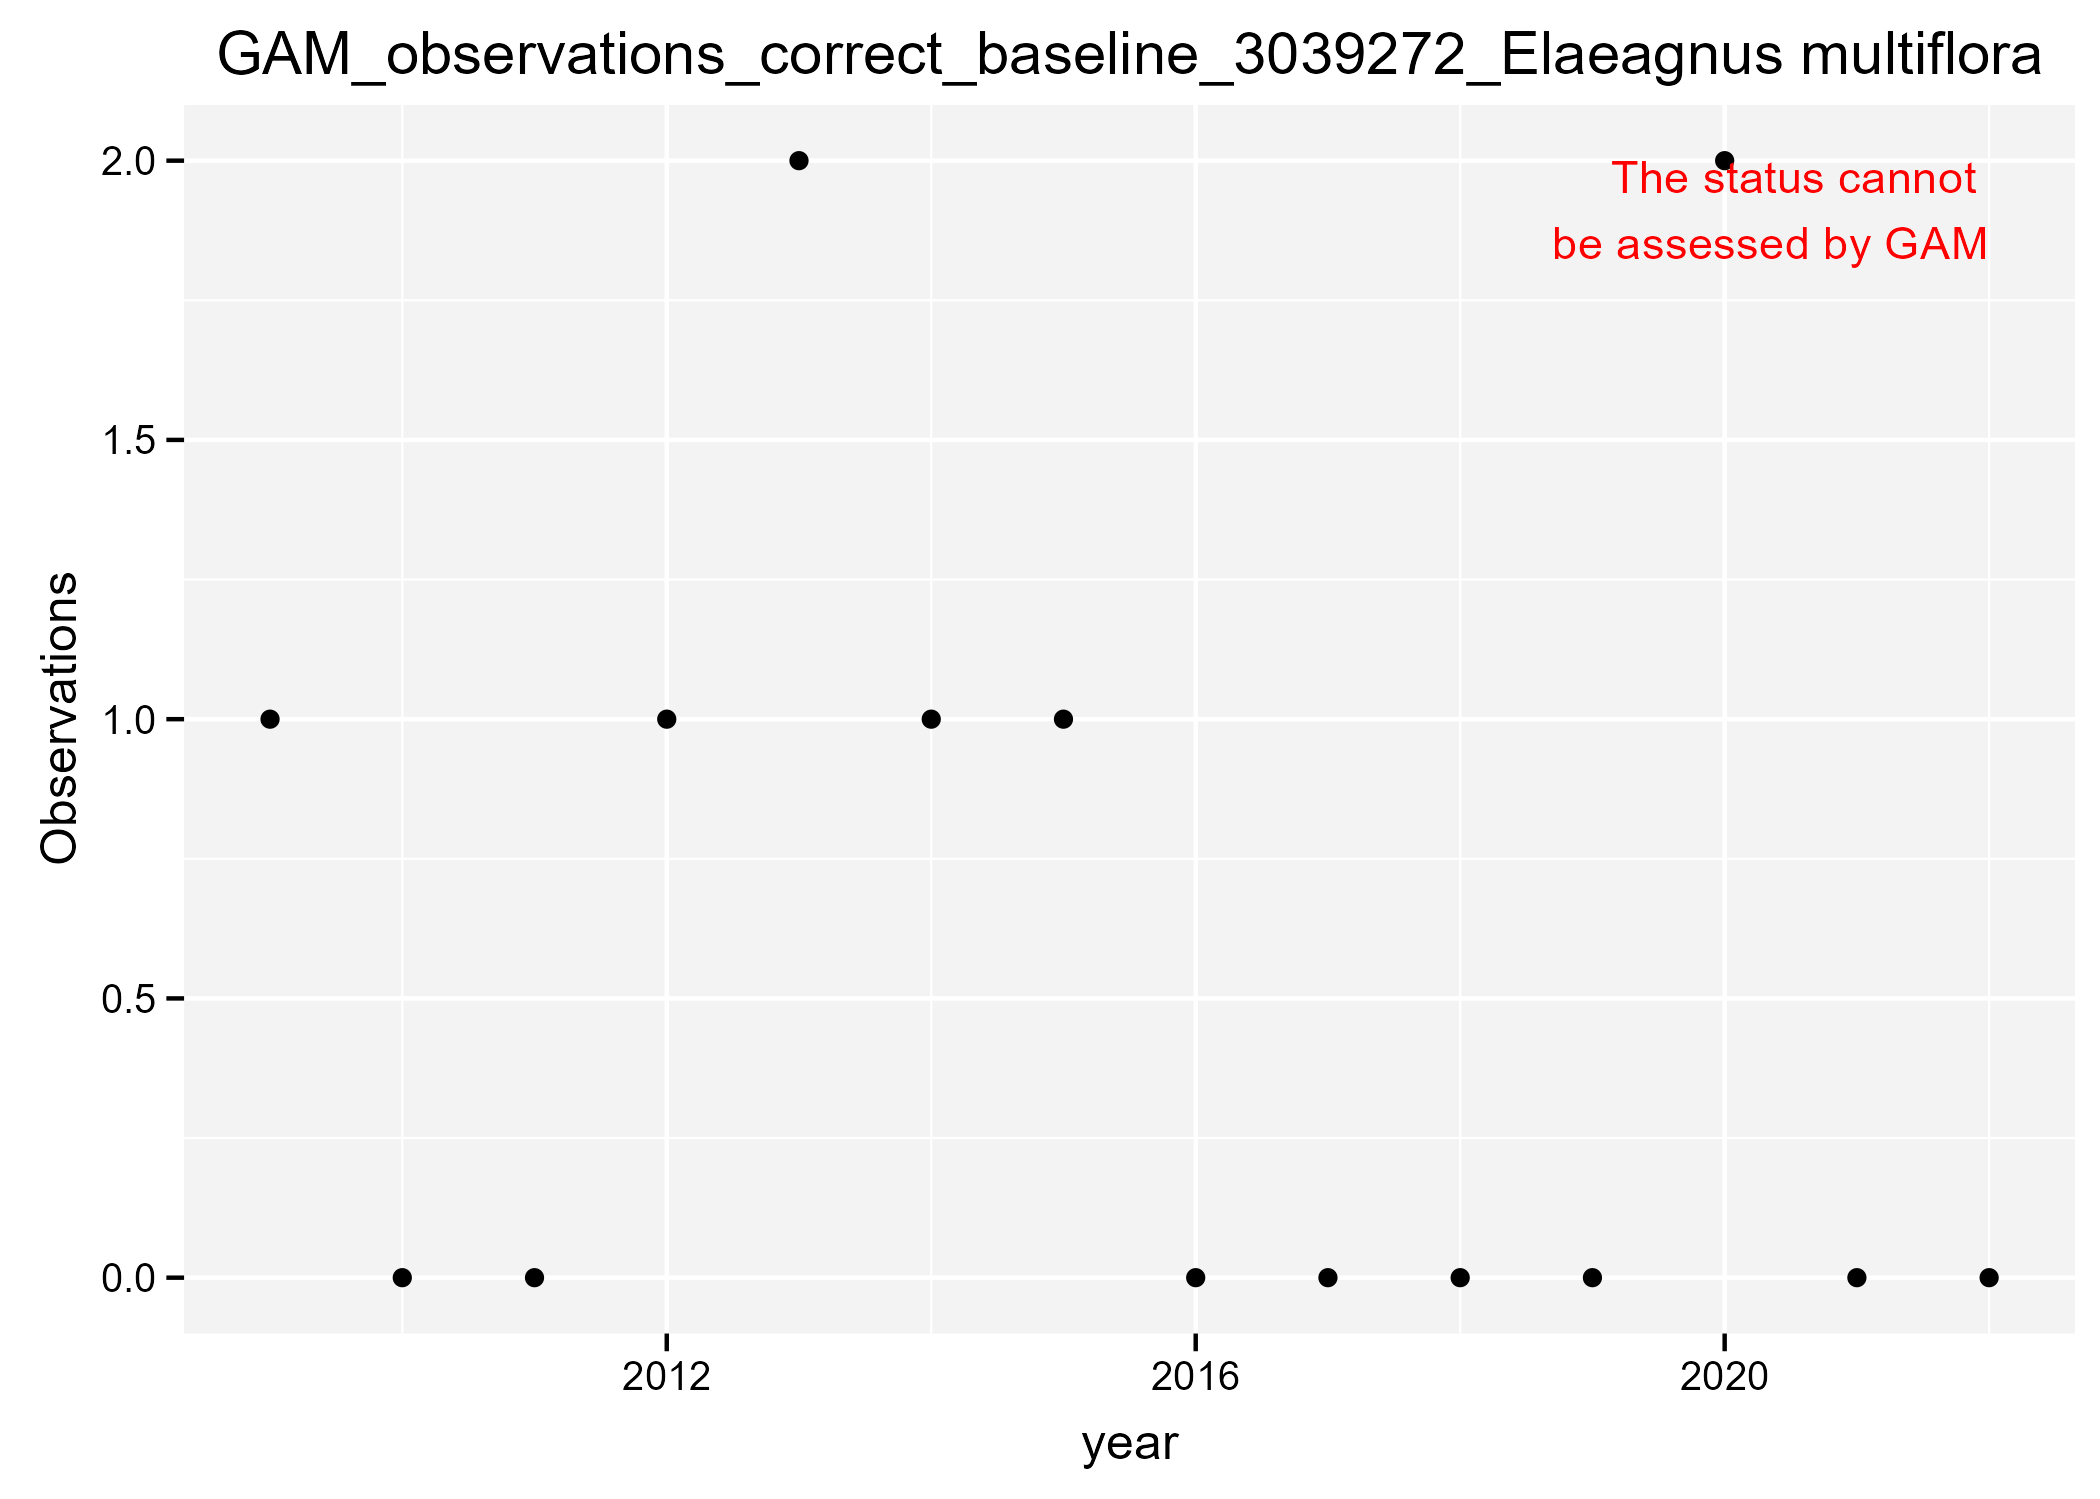 GAM_observations_correct_baseline_3039272_Elaeagnus multiflora
2.0
The status cannot
be assessed by GAM
1.5
Observations
1.0
0.5
0.0
2012
2016
2020
year